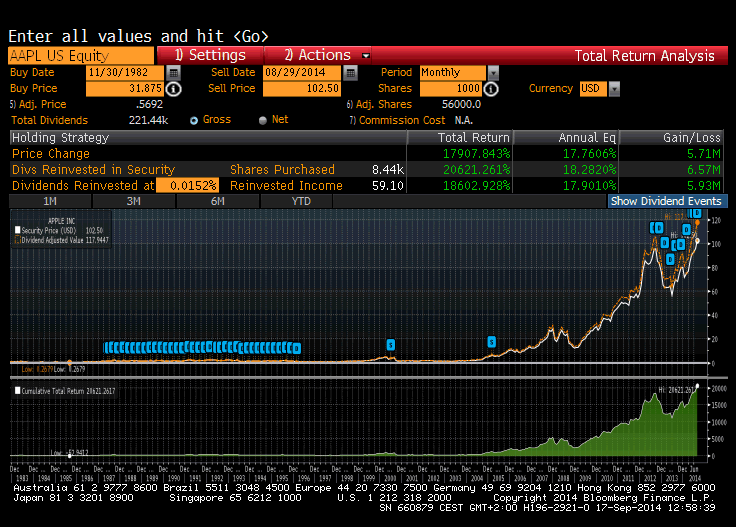 Enter all values and hit <Go>
AAPL US Equity 1) Settings 2) Actions Total Return Analysis
Buy Date 11/30/1982 Sell Date 08/29/2014 Period Monthly
Buy Price 31.875 Sell Price 102.50 Shares 1000 Currency USD
5) Adj. Price .5692 6) Adj. Shares 56000.0
Total Dividends 221.44k Gross Net 7) Commission Cost N.A.
Holding Strategy Total Return Annual Eq Gain/Loss
Price Change 17907.843% 17.7606% 5.71M
Divs Reinvested in Security Shares Purchased 8.44k 20621.261% 18.2820% 6.57M
Dividends Reinvested at 0.0152% Reinvested Income 59.10 18602.928% 17.9010% 5.93M
1M 3M 6M YTD Show Dividend Events
APPLE INC
Security Price (USD) 102.50
Dividend Adjusted Value 117.9447
120
100
80
60
40
20
0
Cumulative Total Return 20621.2617
Hi: 20621.261
20000
15000
10000
5000
0
Dec Dec ... Dec Dec ... Dec Jun
1983 1984 1985 1986 1987 1988 1989 1990 1991 1992 1993 1994 1995 1996 1997 1998 1999 2000 2001 2002 2003 2004 2005 2006 2007 2008 2009 2010 2011 2012 2013 2014
Australia 61 2 9777 8600 Brazil 5511 3048 4500 Europe 44 20 7330 7500 Germany 49 69 9204 1210 Hong Kong 852 2977 6000
Japan 81 3 3201 8900 Singapore 65 6212 1000 U.S. 1 212 318 2000 Copyright 2014 Bloomberg Finance L.P.
SN 660879 CEST GMT+2:00 H196-2921-0 17-Sep-2014 12:58:39